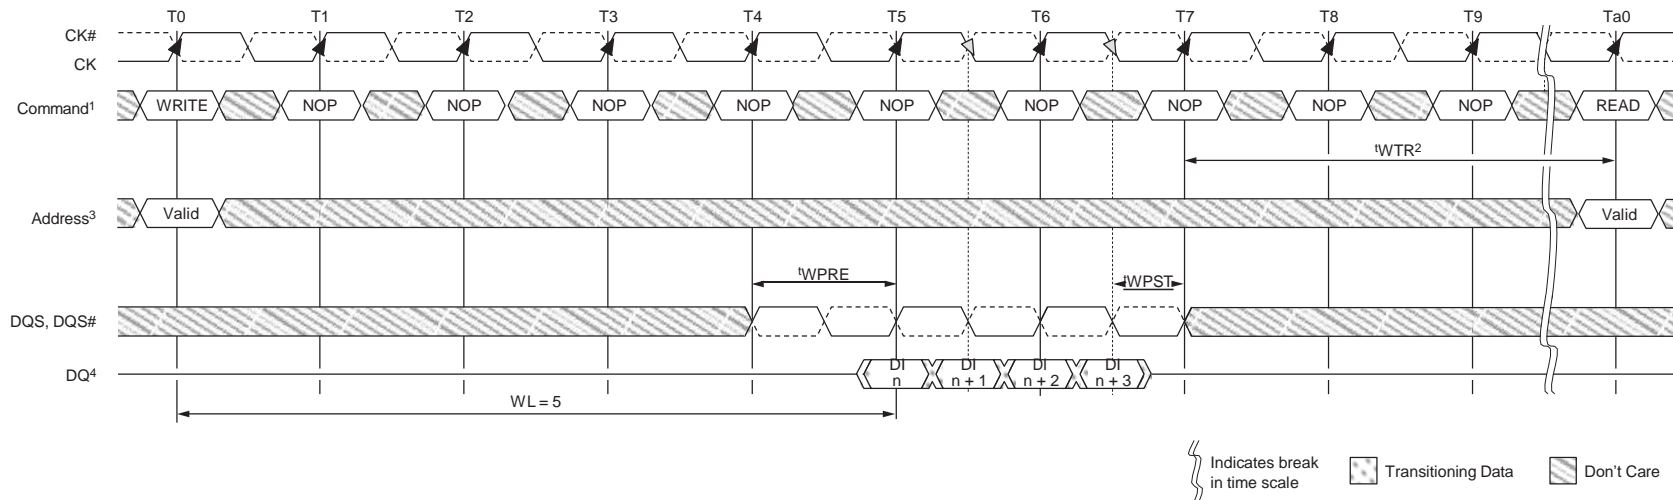 T0 T1 T2 T3 T4 T5 T6 T7 T8 T9 Ta0
CK#
CK
Command1 WRITE NOP NOP NOP NOP NOP NOP NOP NOP NOP READ
tWTR2
Address3 Valid Valid
tWPRE tWPST
DQS, DQS#
DQ4 DI n DI n + 1 DI n + 2 DI n + 3
WL = 5
Indicates break in time scale
Transitioning Data
Don't Care